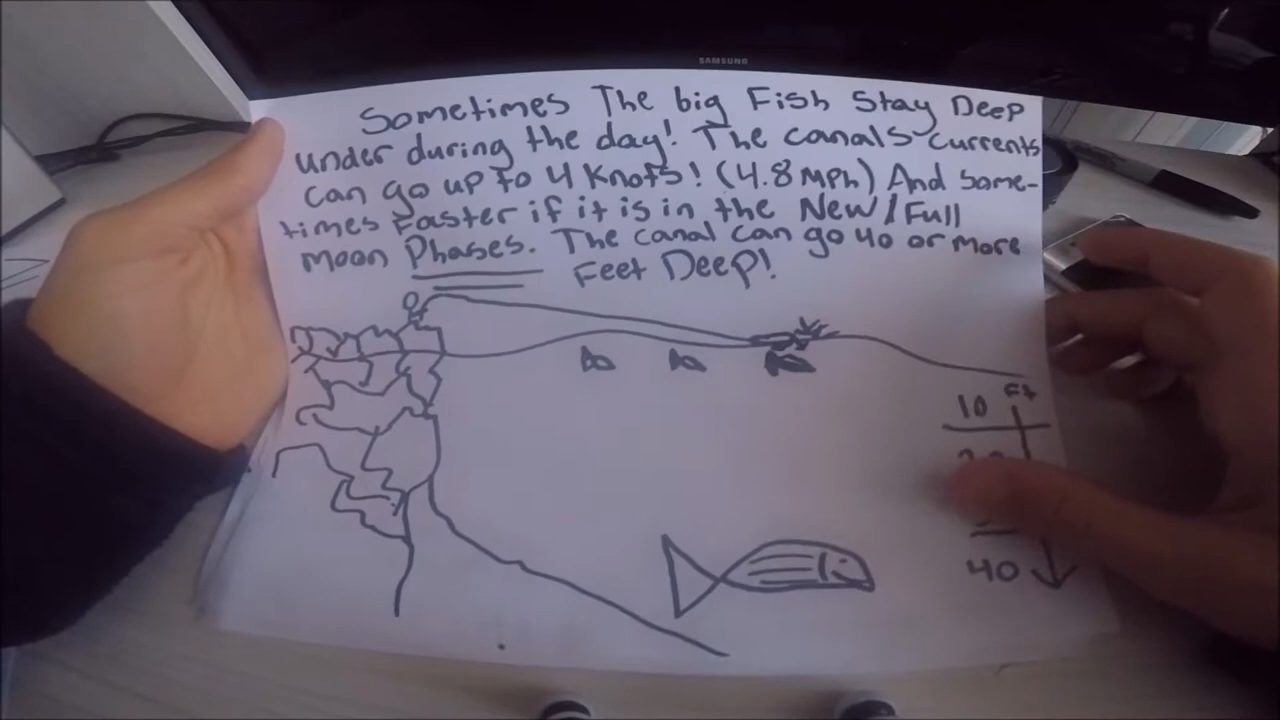 SAMSUNG
Sometimes The big Fish Stay Deep
under during the day! The canals currents
can go up to 4 Knots! (4.8 MPh) And Some-
times Faster if it is in the New/Full
Moon Phases. The canal can go 40 or More
Feet Deep!
10 Ft
40